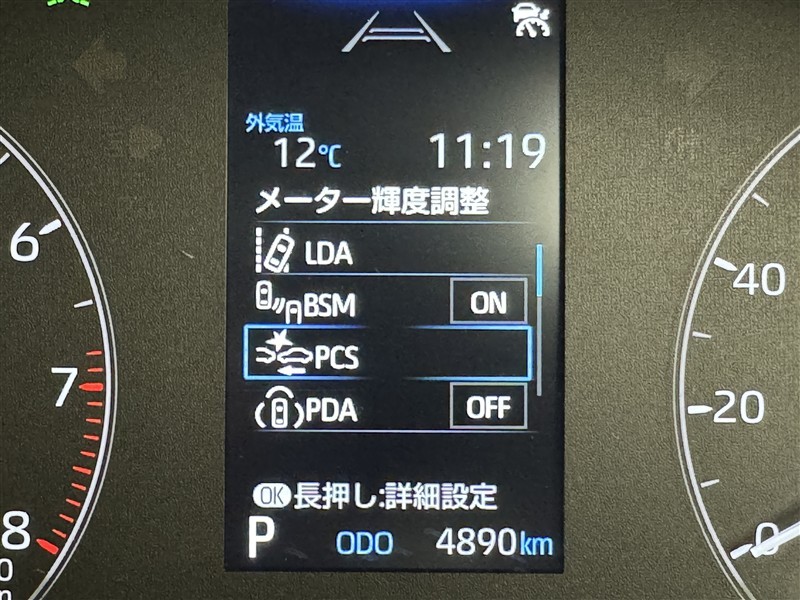 外気温
12℃ 11:19
メーター輝度調整
LDA
BSM ON
PCS
PDA OFF
OK 長押し:詳細設定
P ODO 4890km
6
7
8
40
20
0